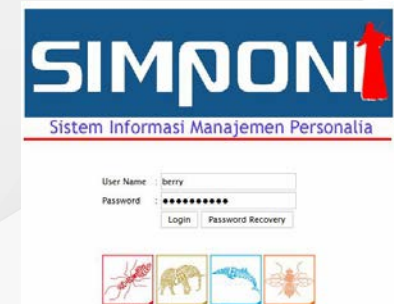 SIMPONI
Sistem Informasi Manajemen Personalia
User Name : berry
Password : ●●●●●●●●●●
Login Password Recovery